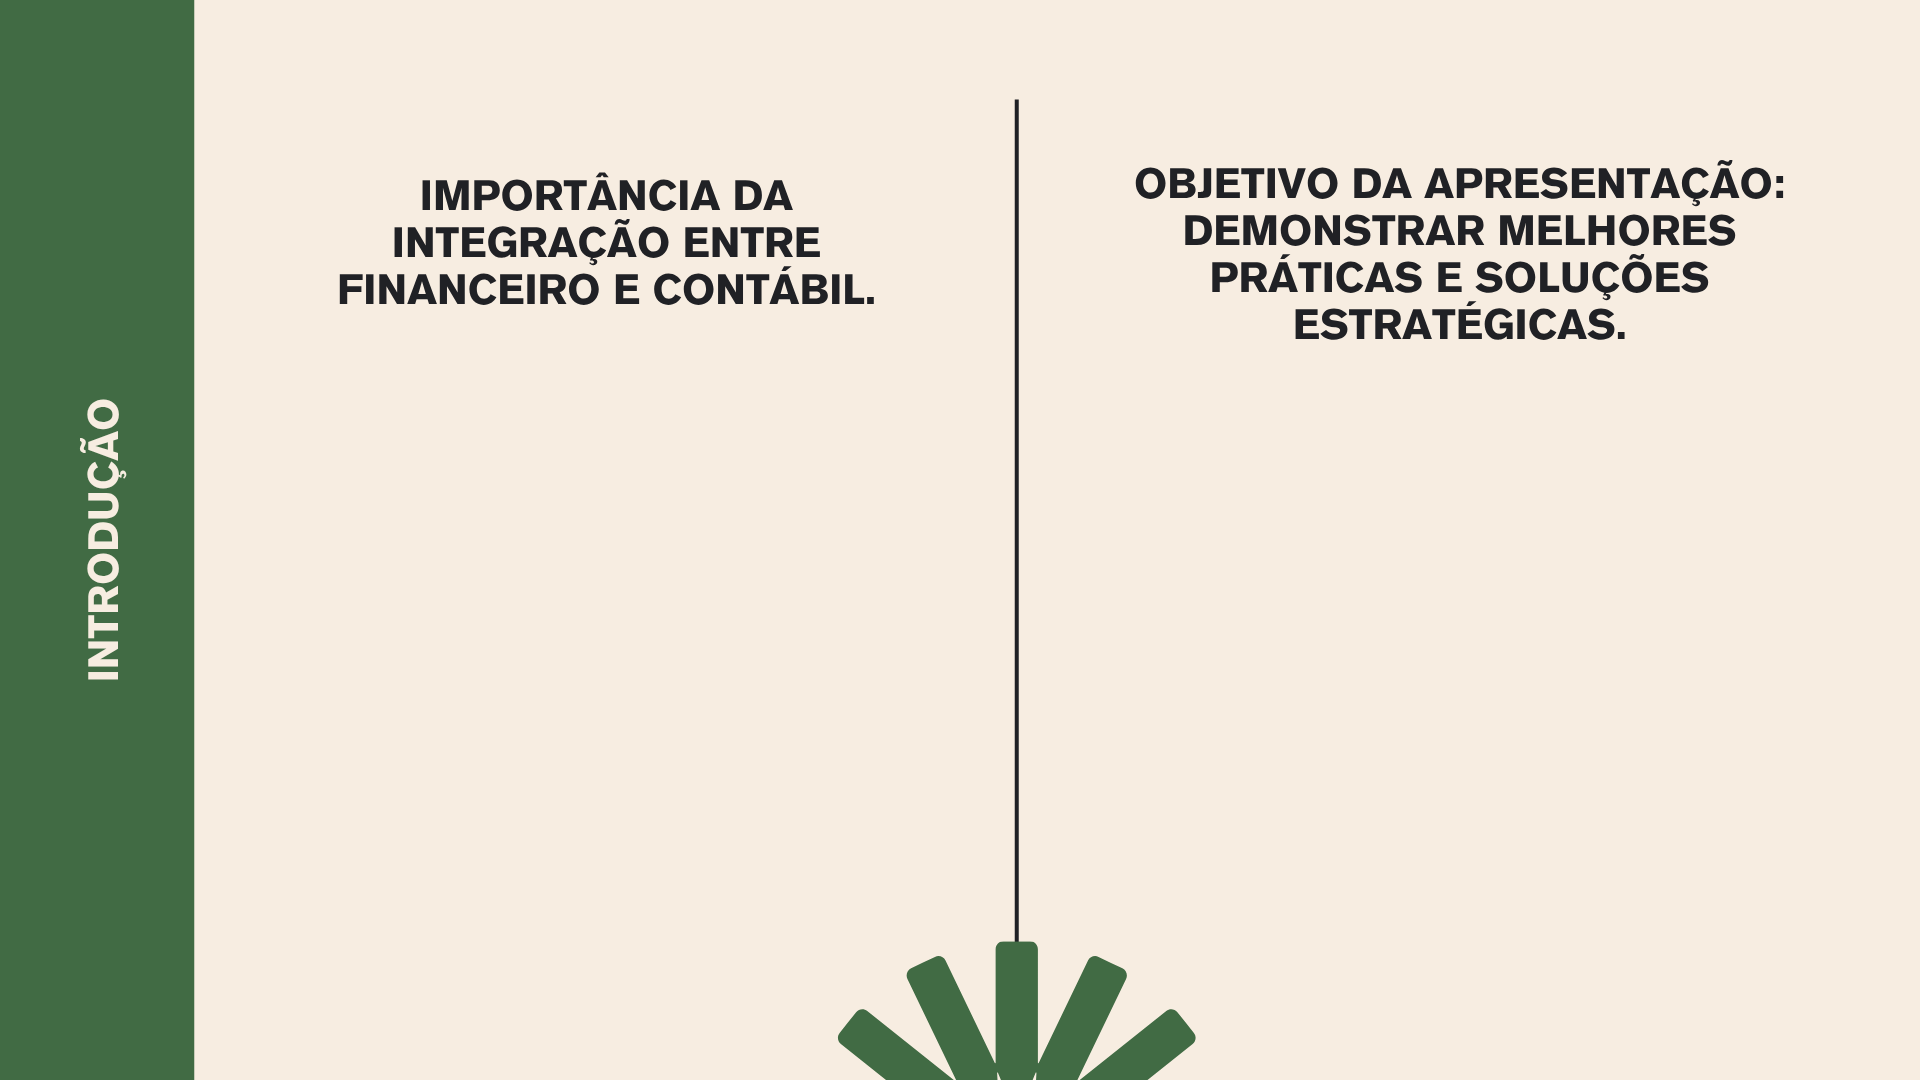 INTRODUÇÃO
IMPORTÂNCIA DA
INTEGRAÇÃO ENTRE
FINANCEIRO E CONTÁBIL.
OBJETIVO DA APRESENTAÇÃO:
DEMONSTRAR MELHORES
PRÁTICAS E SOLUÇÕES
ESTRATÉGICAS.